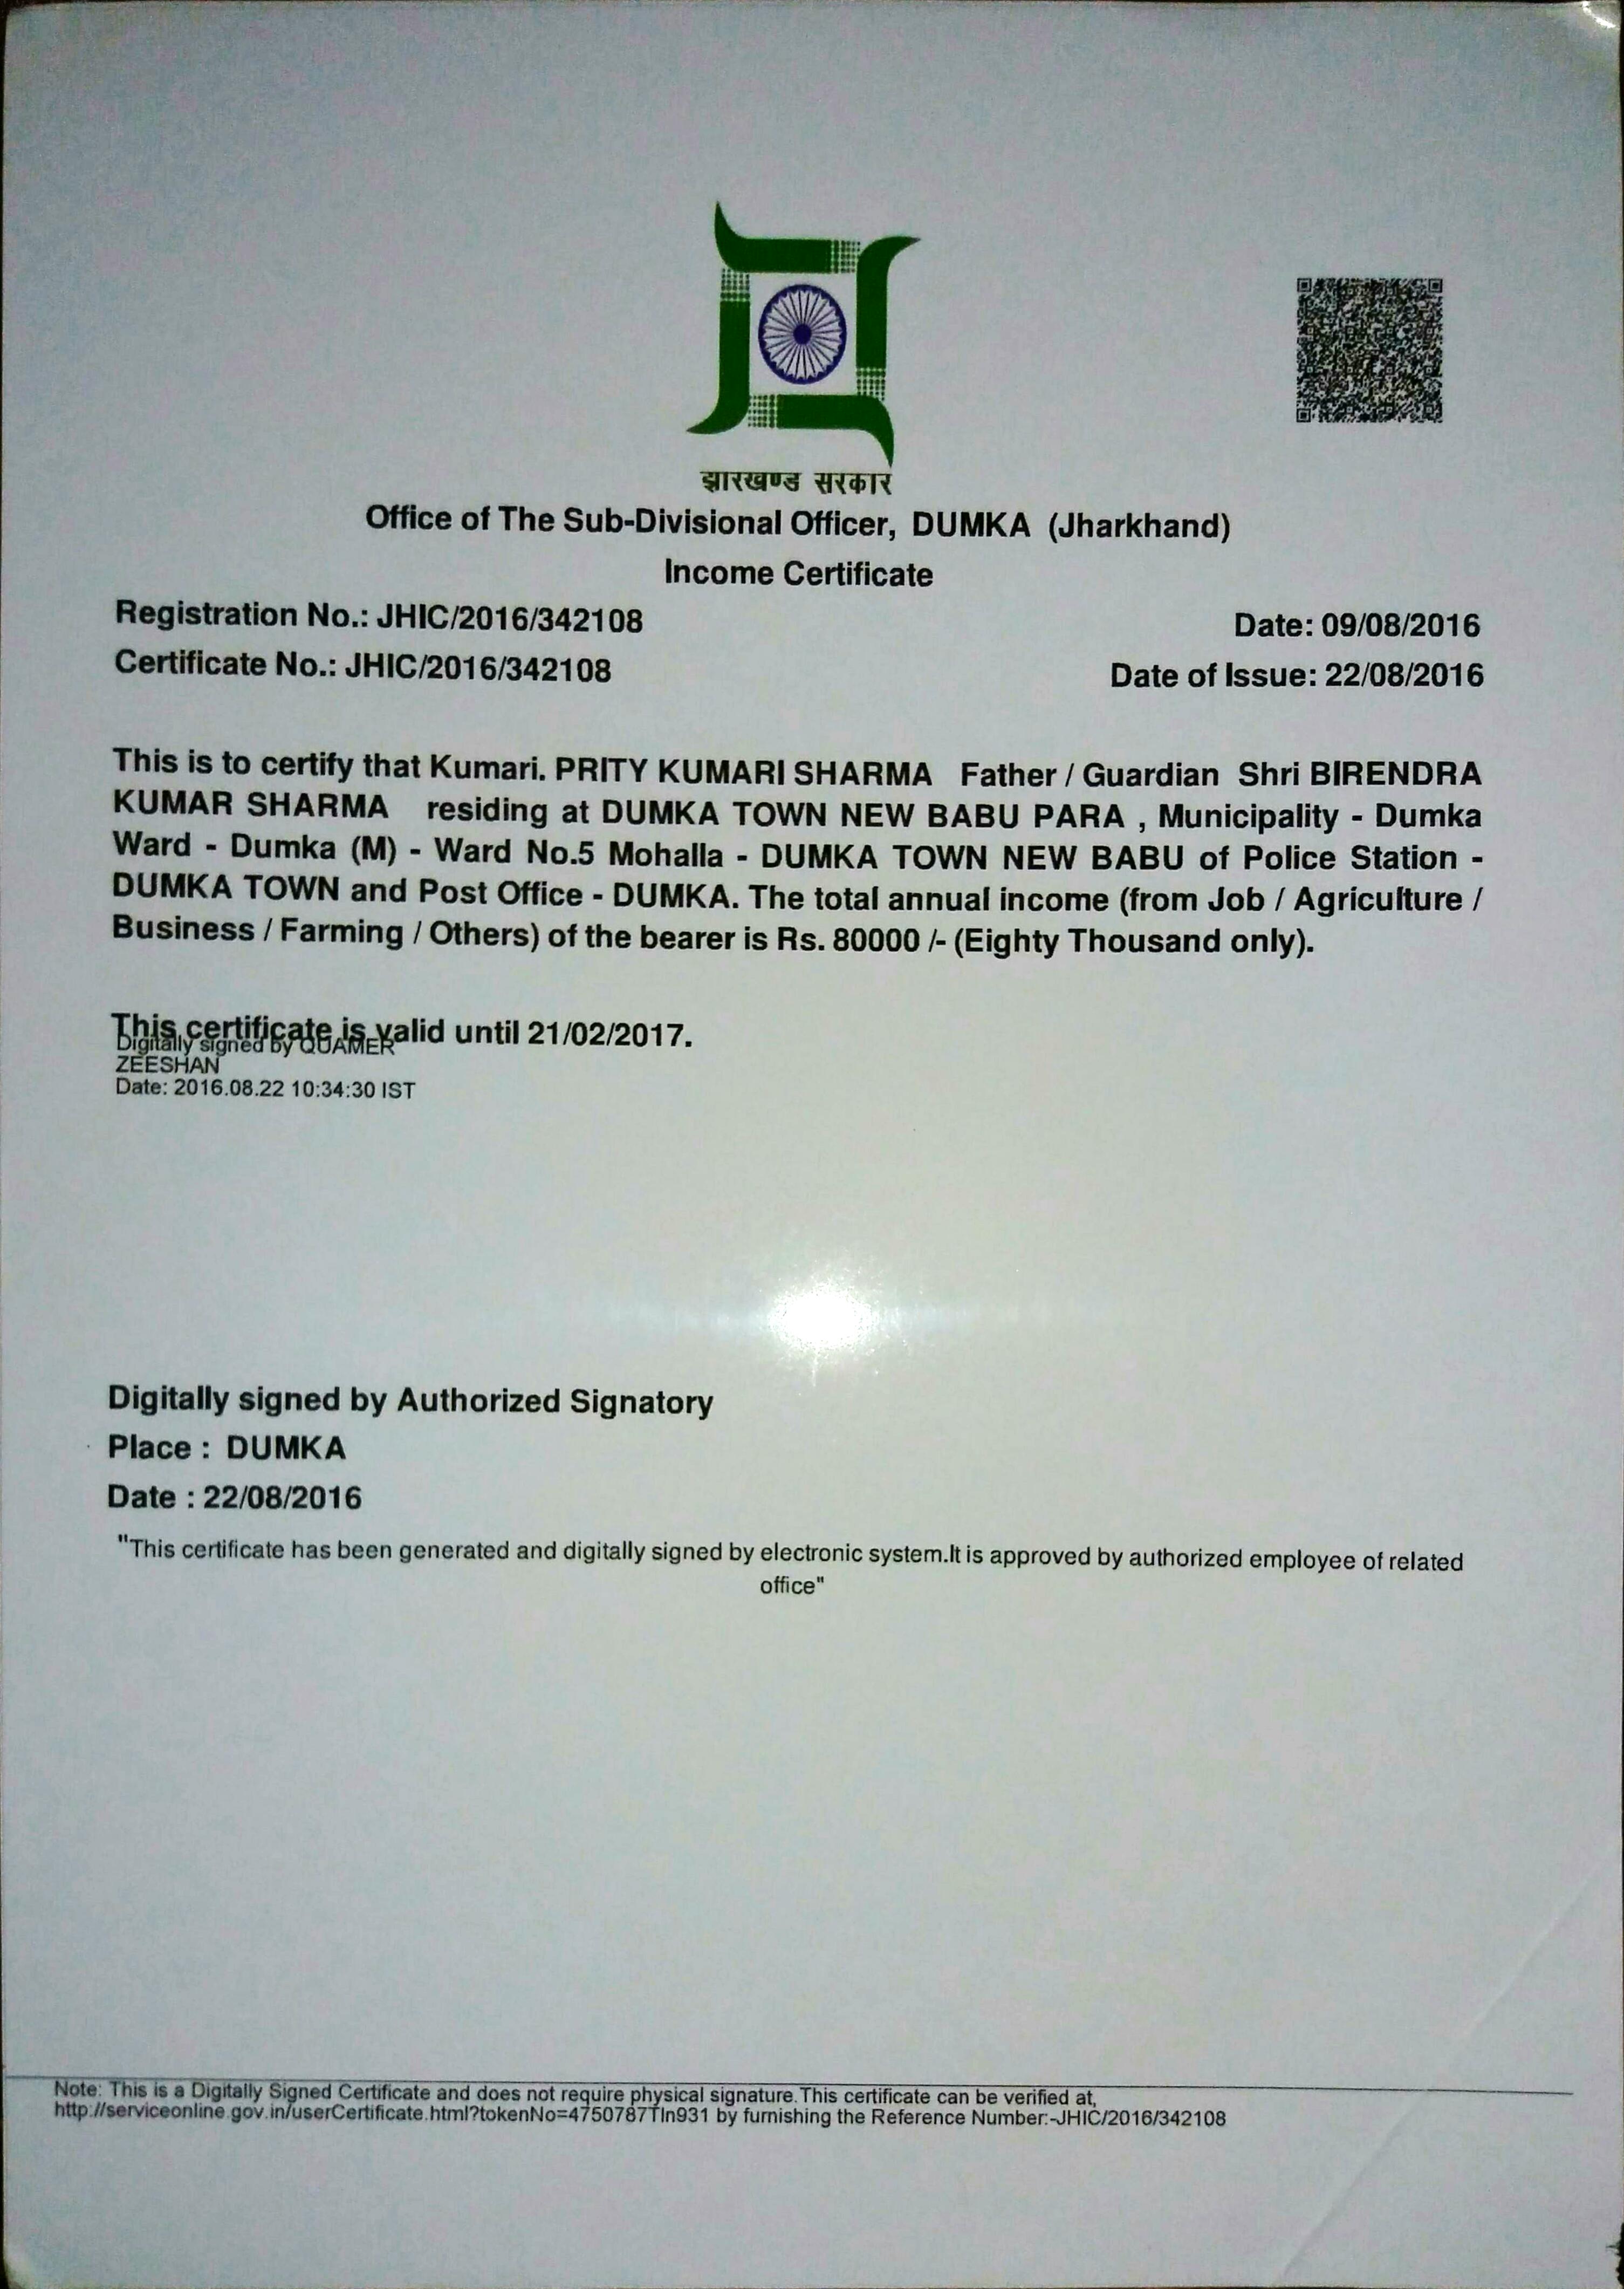 झारखण्ड सरकार
Office of The Sub-Divisional Officer, DUMKA (Jharkhand)
Income Certificate
Registration No.: JHIC/2016/342108
Date: 09/08/2016
Certificate No.: JHIC/2016/342108
Date of Issue: 22/08/2016
This is to certify that Kumari. PRITY KUMARI SHARMA Father / Guardian Shri BIRENDRA
KUMAR SHARMA residing at DUMKA TOWN NEW BABU PARA , Municipality - Dumka
Ward - Dumka (M) - Ward No.5 Mohalla - DUMKA TOWN NEW BABU of Police Station -
DUMKA TOWN and Post Office - DUMKA. The total annual income (from Job / Agriculture /
Business / Farming / Others) of the bearer is Rs. 80000 /- (Eighty Thousand only).
This certificate is valid until 21/02/2017.
Digitally signed by QUAMER
ZEESHAN
Date: 2016.08.22 10:34:30 IST
Digitally signed by Authorized Signatory
Place : DUMKA
Date : 22/08/2016
"This certificate has been generated and digitally signed by electronic system.It is approved by authorized employee of related
office"
Note: This is a Digitally Signed Certificate and does not require physical signature.This certificate can be verified at,
http://serviceonline.gov.in/userCertificate.html?tokenNo=4750787TIn931 by furnishing the Reference Number:-JHIC/2016/342108